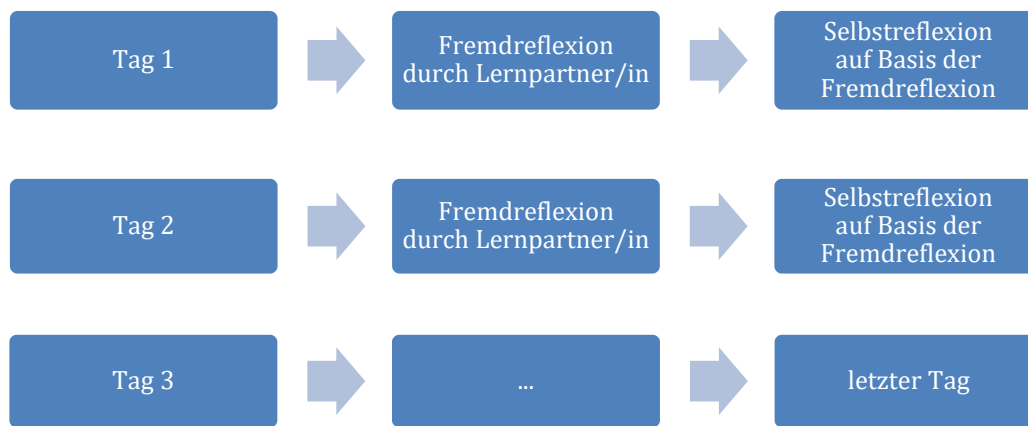 Tag 1
Fremdreflexion
durch Lernpartner/in
Selbstreflexion
auf Basis der
Fremdreflexion
Tag 2
Fremdreflexion
durch Lernpartner/in
Selbstreflexion
auf Basis der
Fremdreflexion
Tag 3
...
letzter Tag